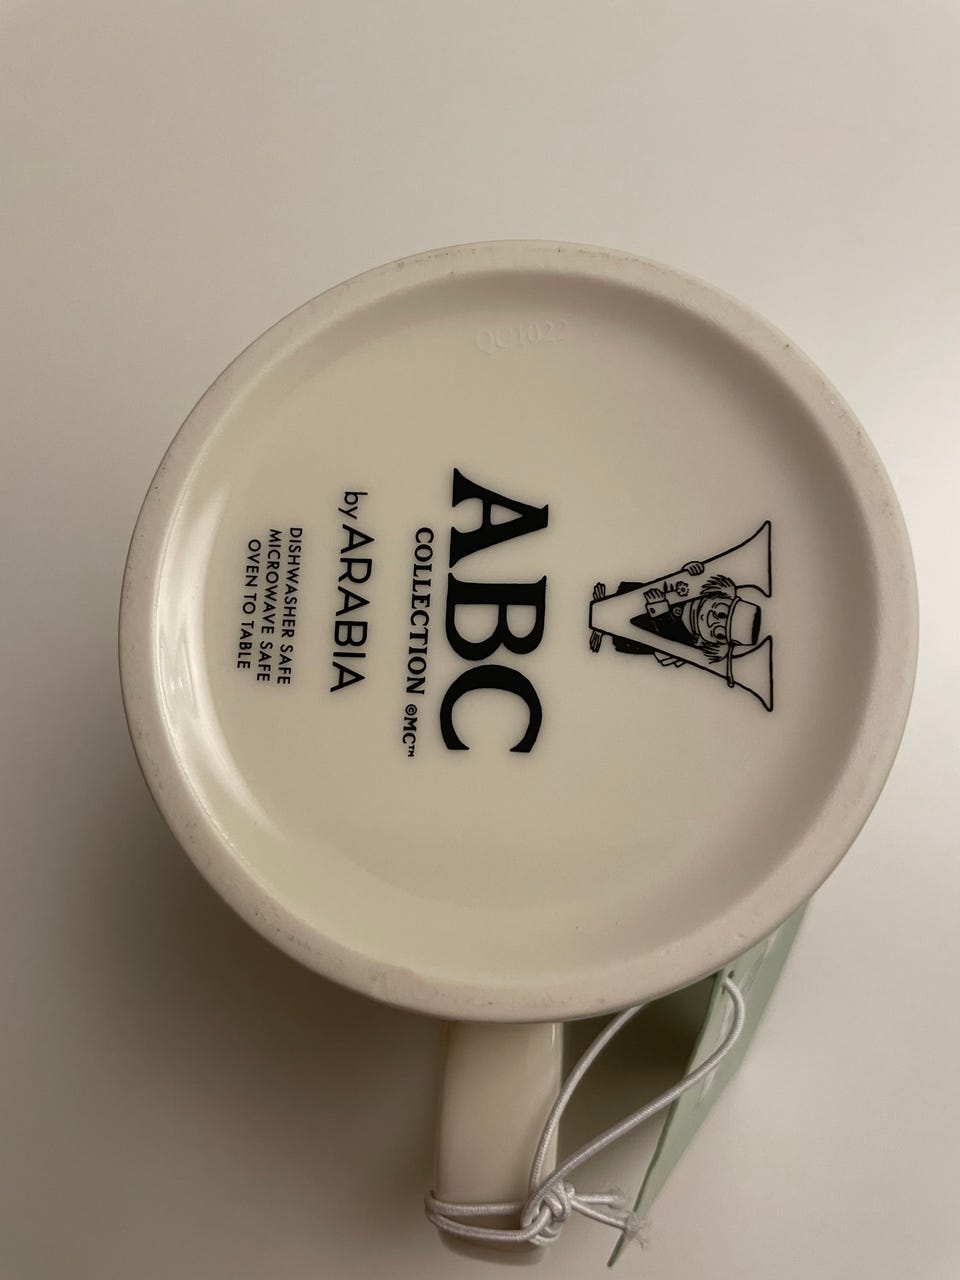 V
ABC
COLLECTION ©MC™
by ARABIA
DISHWASHER SAFE
MICROWAVE SAFE
OVEN TO TABLE
QC1022